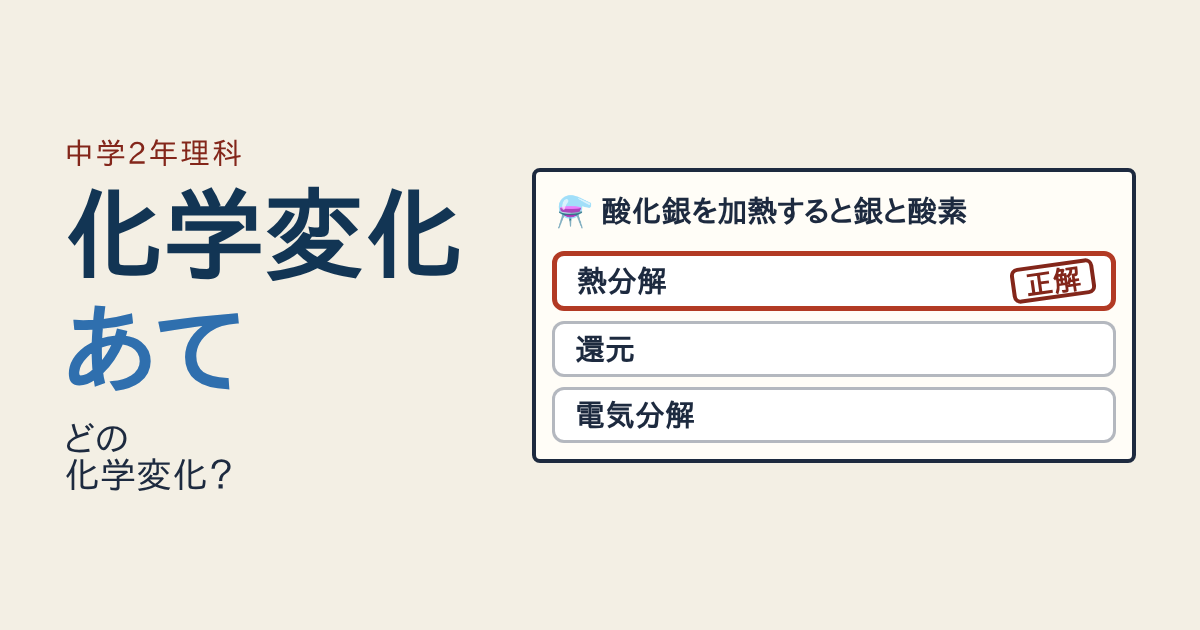 中学2年理科
化学変化
あて
どの
化学変化?
酸化銀を加熱すると銀と酸素
熱分解
正解
還元
電気分解